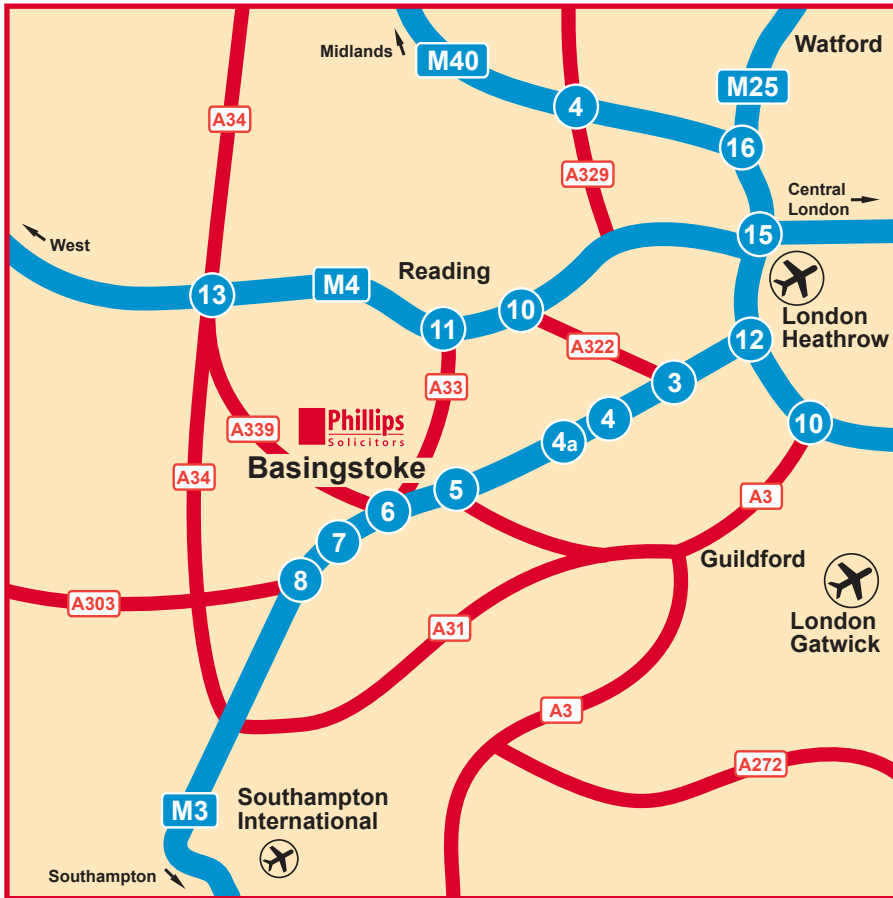 Midlands
M40
Watford
M25
4
A34
16
A329
Central
London
West
15
Reading
M4
13
London
Heathrow
10
11
12
A322
3
A33
Phillips
Solicitors
4
10
A339
4a
Basingstoke
A34
5
A3
6
7
Guildford
8
A303
London
Gatwick
A31
A3
A272
M3
Southampton
International
Southampton